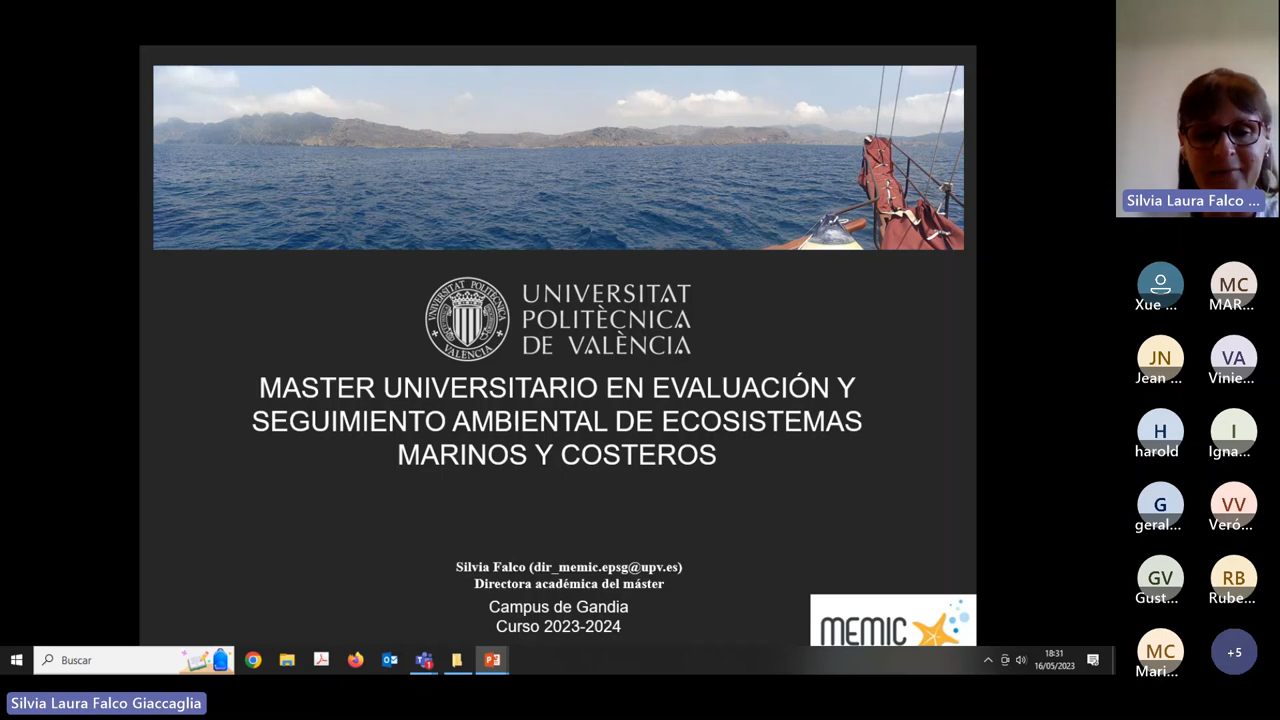 UNIVERSITAT
POLITÈCNICA
DE VALÈNCIA
MASTER UNIVERSITARIO EN EVALUACIÓN Y
SEGUIMIENTO AMBIENTAL DE ECOSISTEMAS
MARINOS Y COSTEROS
Silvia Falco (dir_memic.epsg@upv.es)
Directora académica del máster
Campus de Gandia
Curso 2023-2024
MEMIC
Buscar
18:31
16/05/2023
Silvia Laura Falco Giaccaglia
Silvia Laura Falco ...
Xue ...
MC
MAR...
JN
Jean ...
VA
Vinie...
H
harold
I
Igna...
G
geral...
VV
Veró...
GV
Gust...
RB
Rube...
MC
Mari...
+5